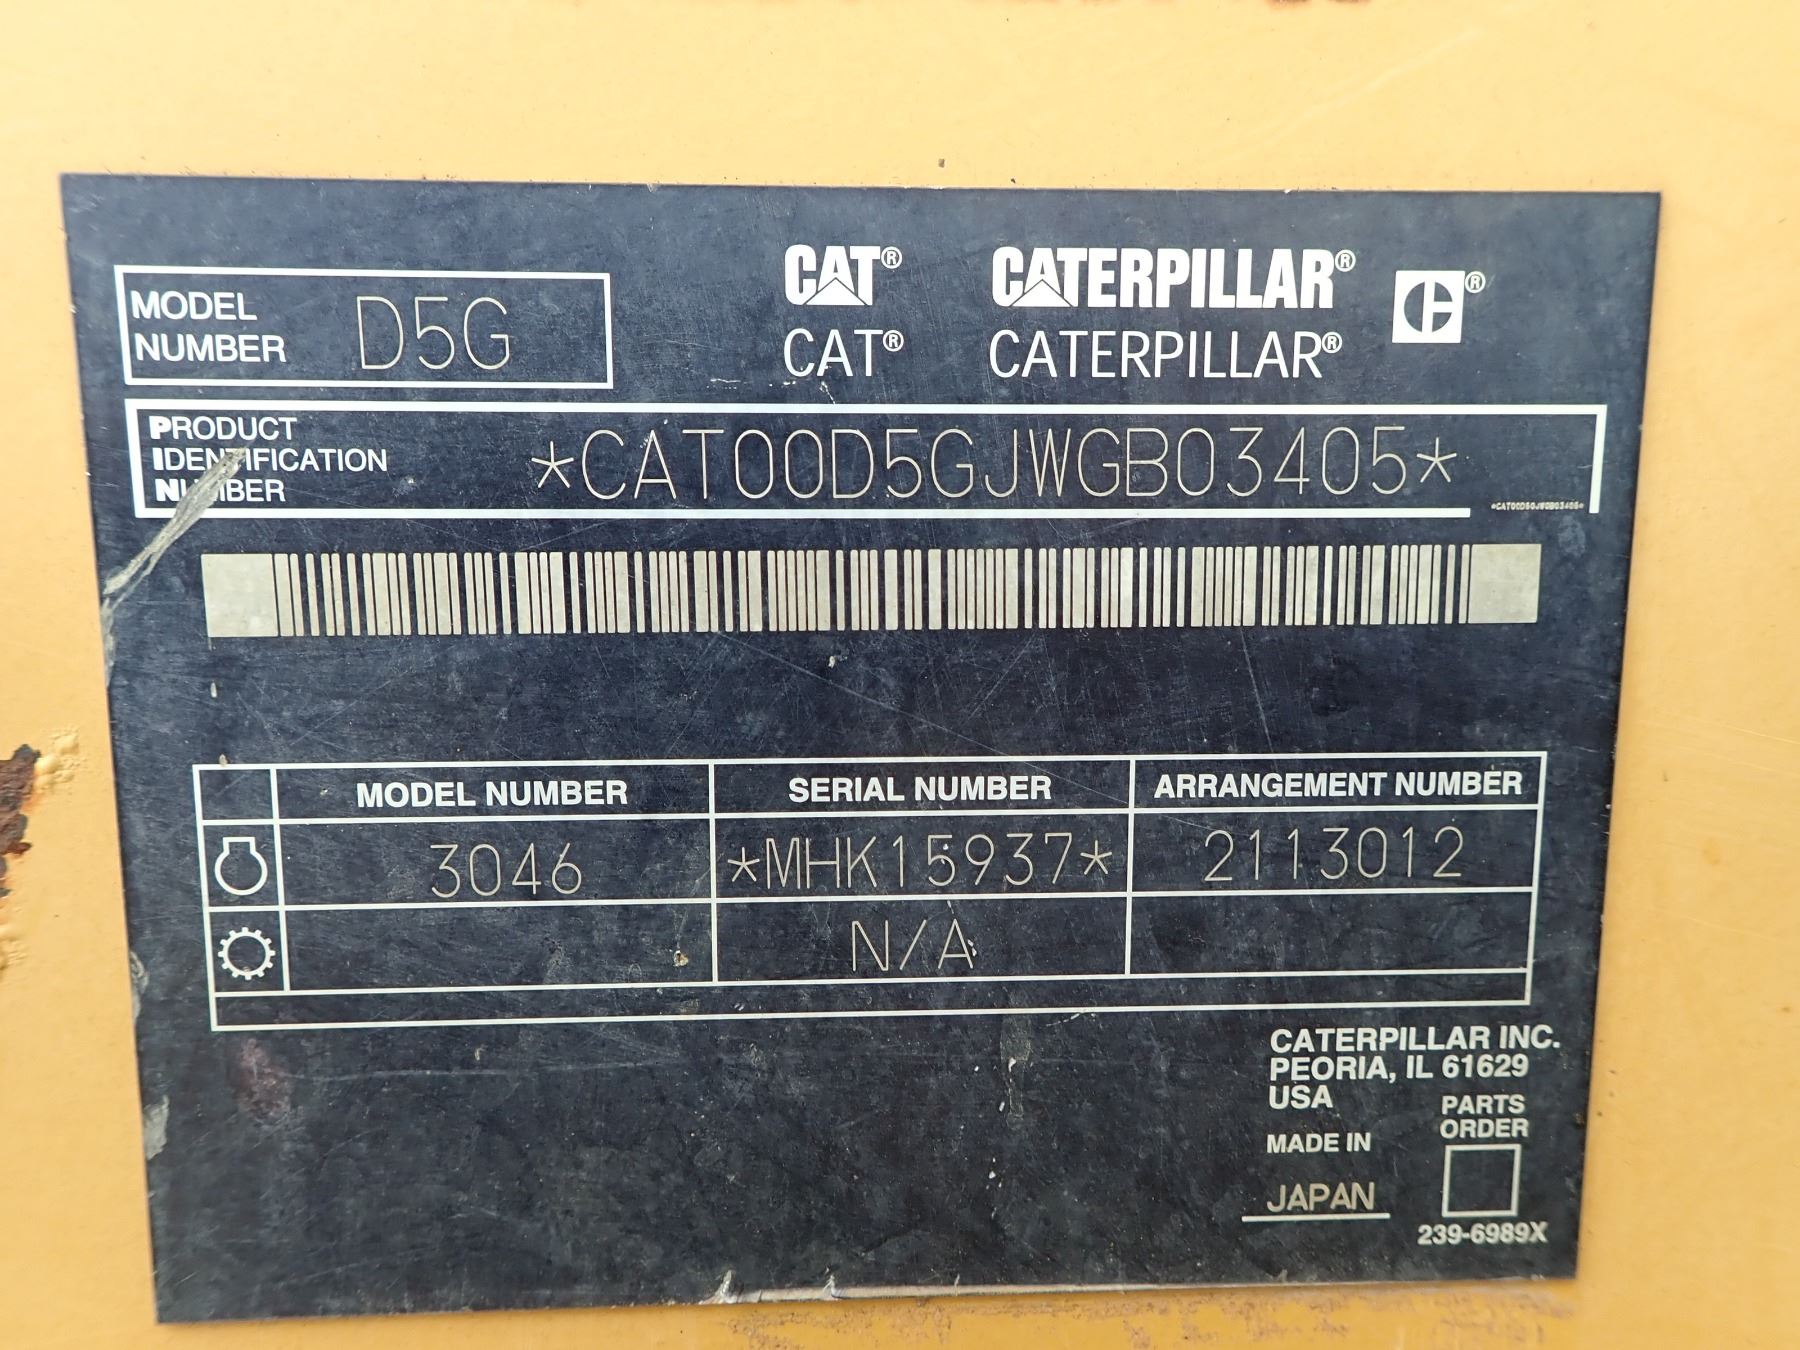 MODEL
NUMBER
D5G
CAT® CATERPILLAR® C®
CAT® CATERPILLAR®
PRODUCT
IDENTIFICATION
NUMBER
*CAT00D5GJWGB03405*
*CAT00D5GJWGB03405*
MODEL NUMBER SERIAL NUMBER ARRANGEMENT NUMBER
3046 *MHK15937* 2113012
N/A
CATERPILLAR INC.
PEORIA, IL 61629
USA
PARTS
ORDER
MADE IN
JAPAN
239-6989X